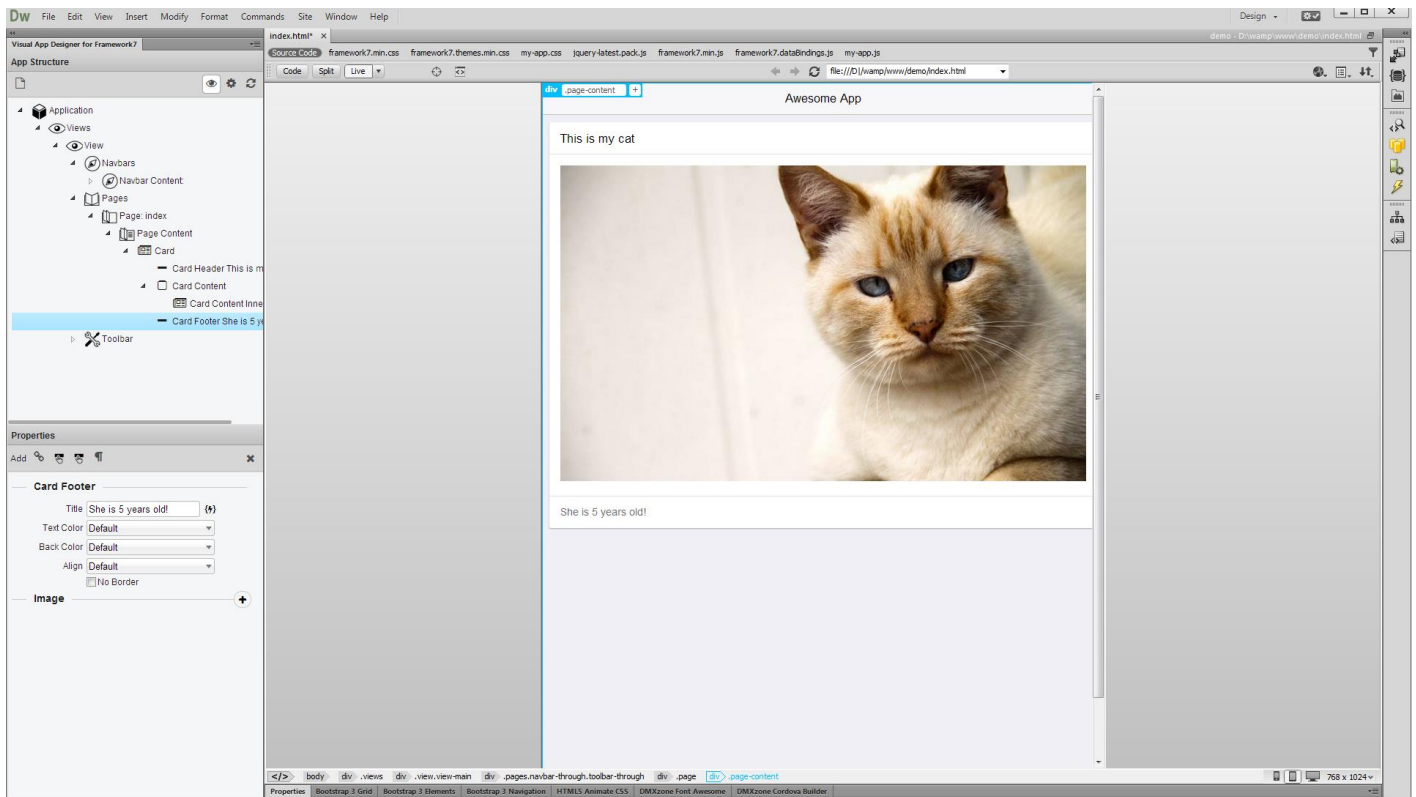 Dw File Edit View Insert Modify Format Commands Site Window Help Design
Visual App Designer for Framework7
App Structure
Application
Views
View
Navbars
Navbar Content
Pages
Page: index
Page Content
Card
Card Header This is m
Card Content
Card Content Inne
Card Footer She is 5 ye
Toolbar
Properties
Add
Card Footer
Title She is 5 years old!
Text Color Default
Back Color Default
Align Default
No Border
Image
index.html* x demo - D:\wamp\www\demo\index.html
Source Code framework7.min.css framework7.themes.min.css my-app.css jquery-latest.pack.js framework7.min.js framework7.dataBindings.js my-app.js
Code Split Live file:///D|/wamp/www/demo/index.html
div .page-content +
Awesome App
This is my cat
She is 5 years old!
</> body div .views div .view.view-main div .pages.navbar-through.toolbar-through div .page div .page-content 768 x 1024
Properties Bootstrap 3 Grid Bootstrap 3 Elements Bootstrap 3 Navigation HTML5 Animate CSS DMXzone Font Awesome DMXzone Cordova Builder